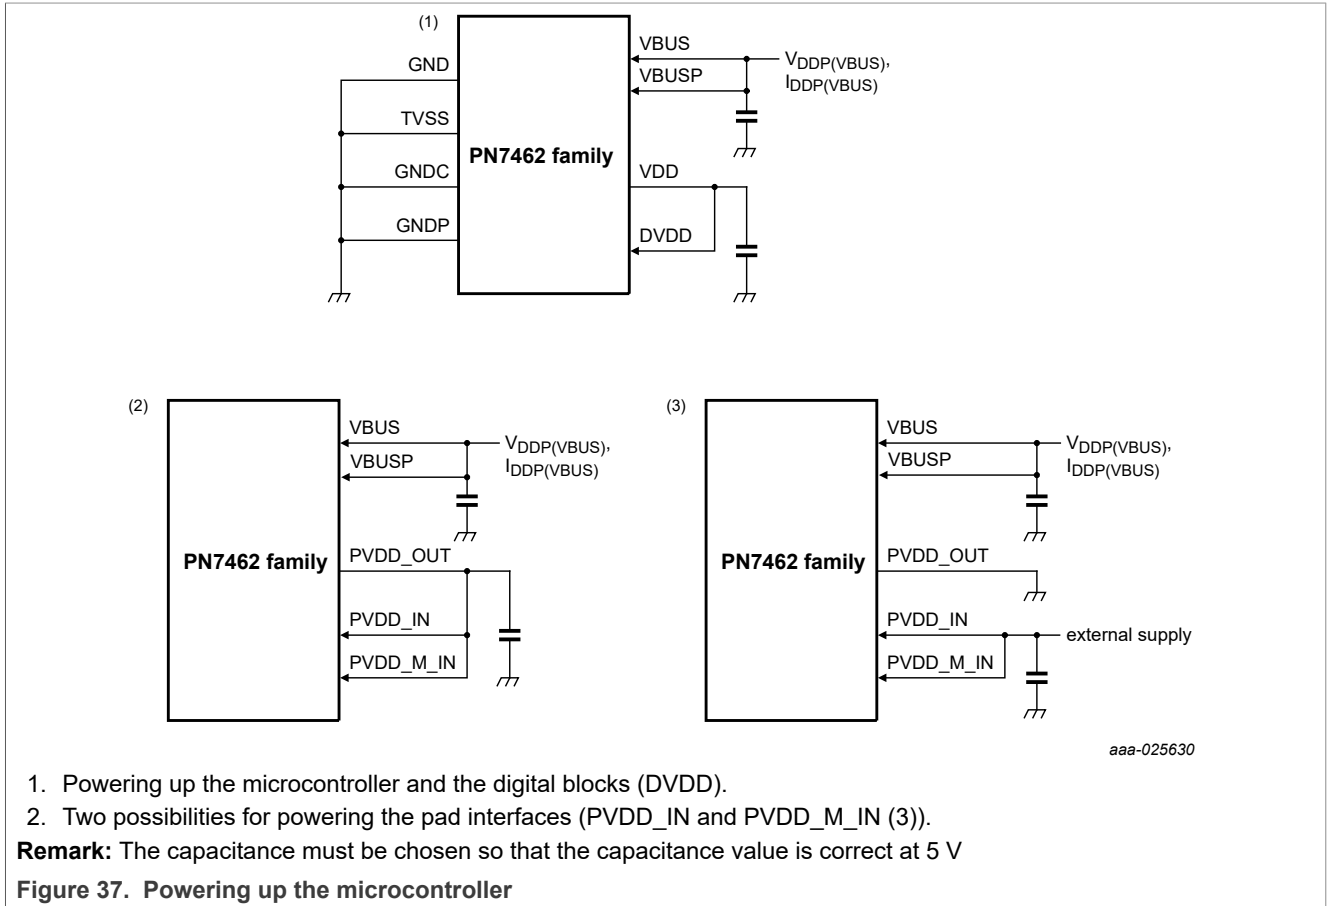 (1)
GND
TVSS
GNDC
GNDP
PN7462 family
VBUS
VBUSP
VDD
DVDD
VDDP(VBUS),
IDDP(VBUS)
(2)
PN7462 family
VBUS
VBUSP
PVDD_OUT
PVDD_IN
PVDD_M_IN
VDDP(VBUS),
IDDP(VBUS)
(3)
PN7462 family
VBUS
VBUSP
PVDD_OUT
PVDD_IN
PVDD_M_IN
VDDP(VBUS),
IDDP(VBUS)
external supply
aaa-025630
1. Powering up the microcontroller and the digital blocks (DVDD).
2. Two possibilities for powering the pad interfaces (PVDD_IN and PVDD_M_IN (3)).
Remark: The capacitance must be chosen so that the capacitance value is correct at 5 V
Figure 37. Powering up the microcontroller